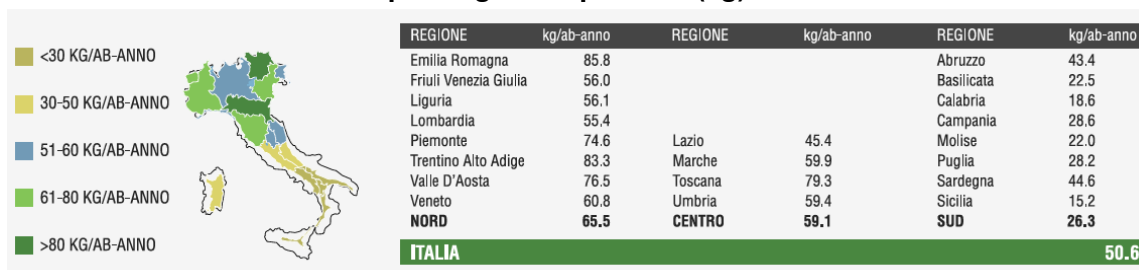 <30 KG/AB-ANNO
30-50 KG/AB-ANNO
51-60 KG/AB-ANNO
61-80 KG/AB-ANNO
>80 KG/AB-ANNO
REGIONE kg/ab-anno REGIONE kg/ab-anno REGIONE kg/ab-anno
Emilia Romagna 85.8 Abruzzo 43.4
Friuli Venezia Giulia 56.0 Basilicata 22.5
Liguria 56.1 Calabria 18.6
Lombardia 55.4 Campania 28.6
Piemonte 74.6 Lazio 45.4 Molise 22.0
Trentino Alto Adige 83.3 Marche 59.9 Puglia 28.2
Valle D'Aosta 76.5 Toscana 79.3 Sardegna 44.6
Veneto 60.8 Umbria 59.4 Sicilia 15.2
NORD 65.5 CENTRO 59.1 SUD 26.3
ITALIA 50.6